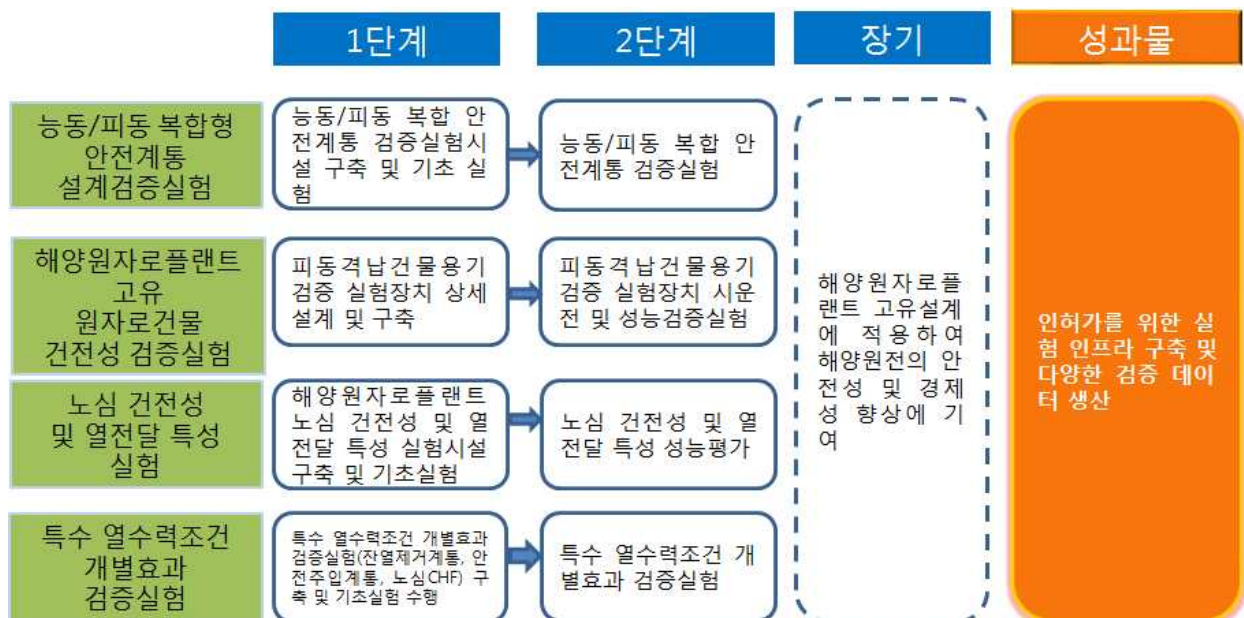 1단계
2단계
장기
성과물
능동/피동 복합형
안전계통
설계검증실험
능동/피동 복합 안
전계통 검증실험시
설 구축 및 기초 실
험
능동/피동 복합 안
전계통 검증실험
해양원자로플랜트
고유
원자로건물
건전성 검증실험
피동격납건물용기
검증 실험장치 상세
설계 및 구축
피동격납건물용기
검증 실험장치 시운
전 및 성능검증실험
노심 건전성
및 열전달 특성
실험
해양원자로플랜트
노심 건전성 및 열
전달 특성 실험시설
구축 및 기초실험
노심 건전성 및 열
전달 특성 성능평가
특수 열수력조건
개별효과
검증실험
특수 열수력조건 개별효과
검증실험(잔열제거계통, 안
전주입계통, 노심CHF) 구
축 및 기초실험 수행
특수 열수력조건 개
별효과 검증실험
해양원자로플
랜트 고유설계
에 적용하여
해양원전의 안
전성 및 경제
성 향상에 기
여
인허가를 위한 실
험 인프라 구축 및
다양한 검증 데이
터 생산